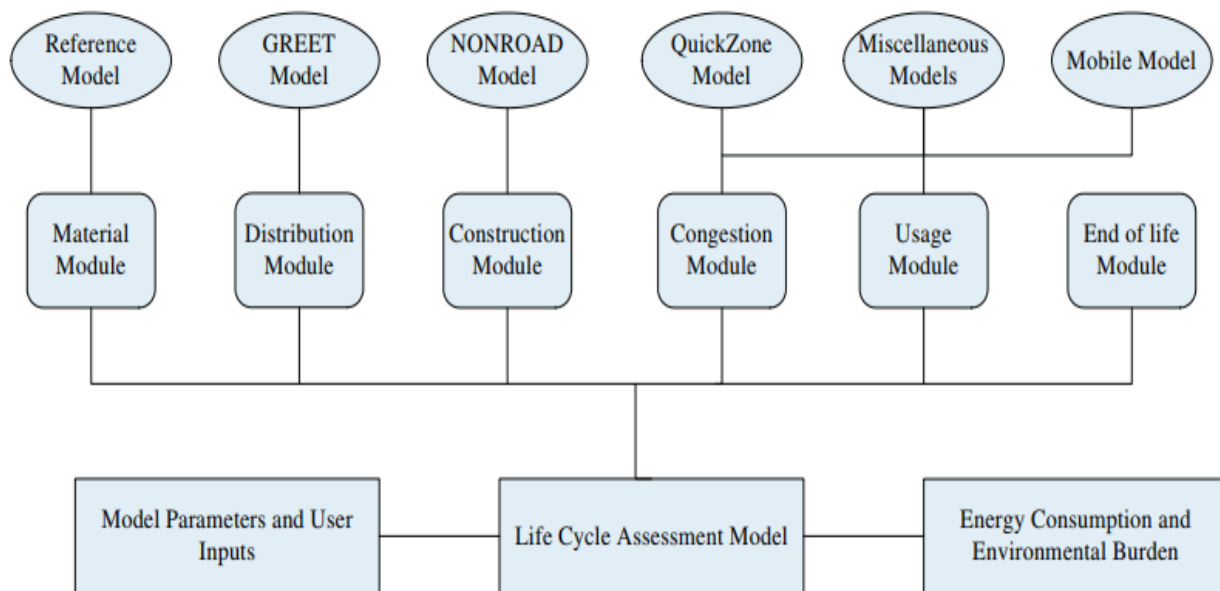 Reference
Model
GREET
Model
NONROAD
Model
QuickZone
Model
Miscellaneous
Models
Mobile Model
Material
Module
Distribution
Module
Construction
Module
Congestion
Module
Usage
Module
End of life
Module
Model Parameters and User
Inputs
Life Cycle Assessment Model
Energy Consumption and
Environmental Burden